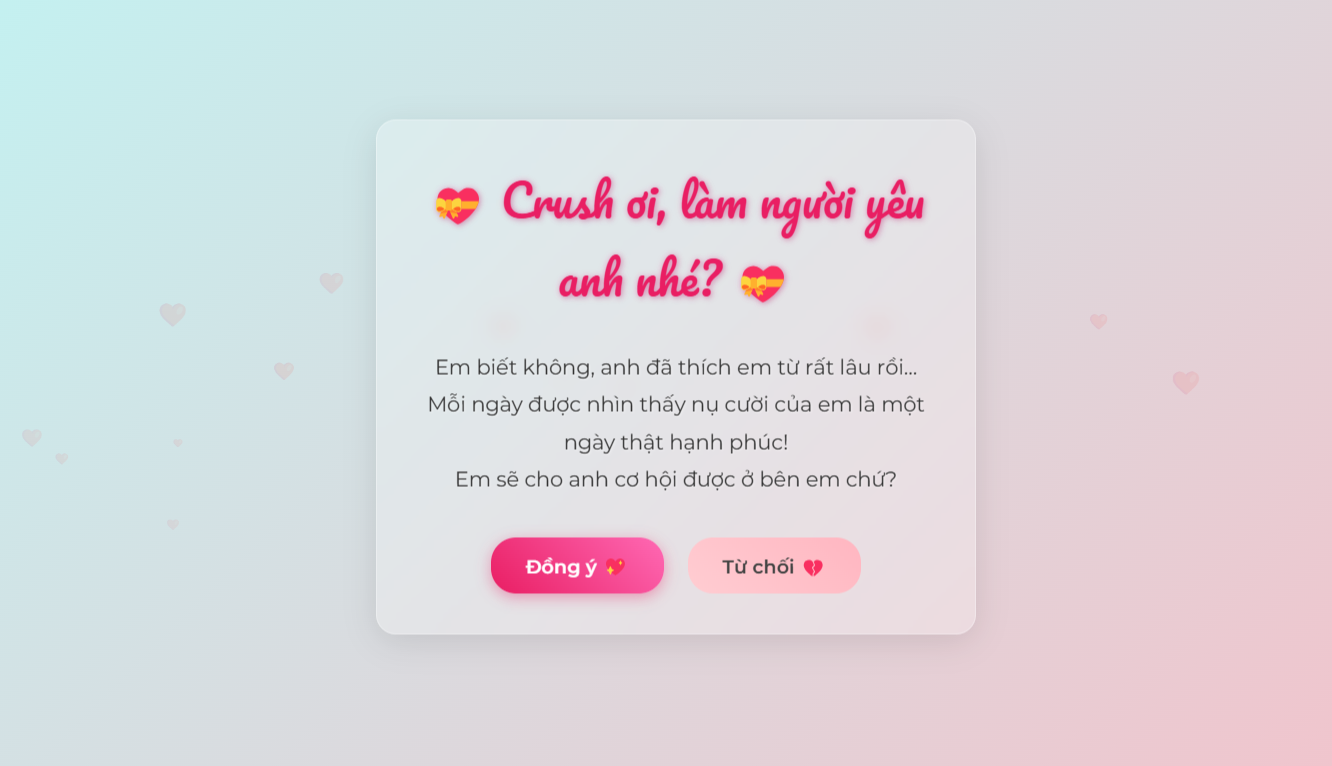 💝 Crush ơi, làm người yêu
anh nhé? 💝
Em biết không, anh đã thích em từ rất lâu rồi...
Mỗi ngày được nhìn thấy nụ cười của em là một
ngày thật hạnh phúc!
Em sẽ cho anh cơ hội được ở bên em chứ?
Đồng ý 💖
Từ chối 💔